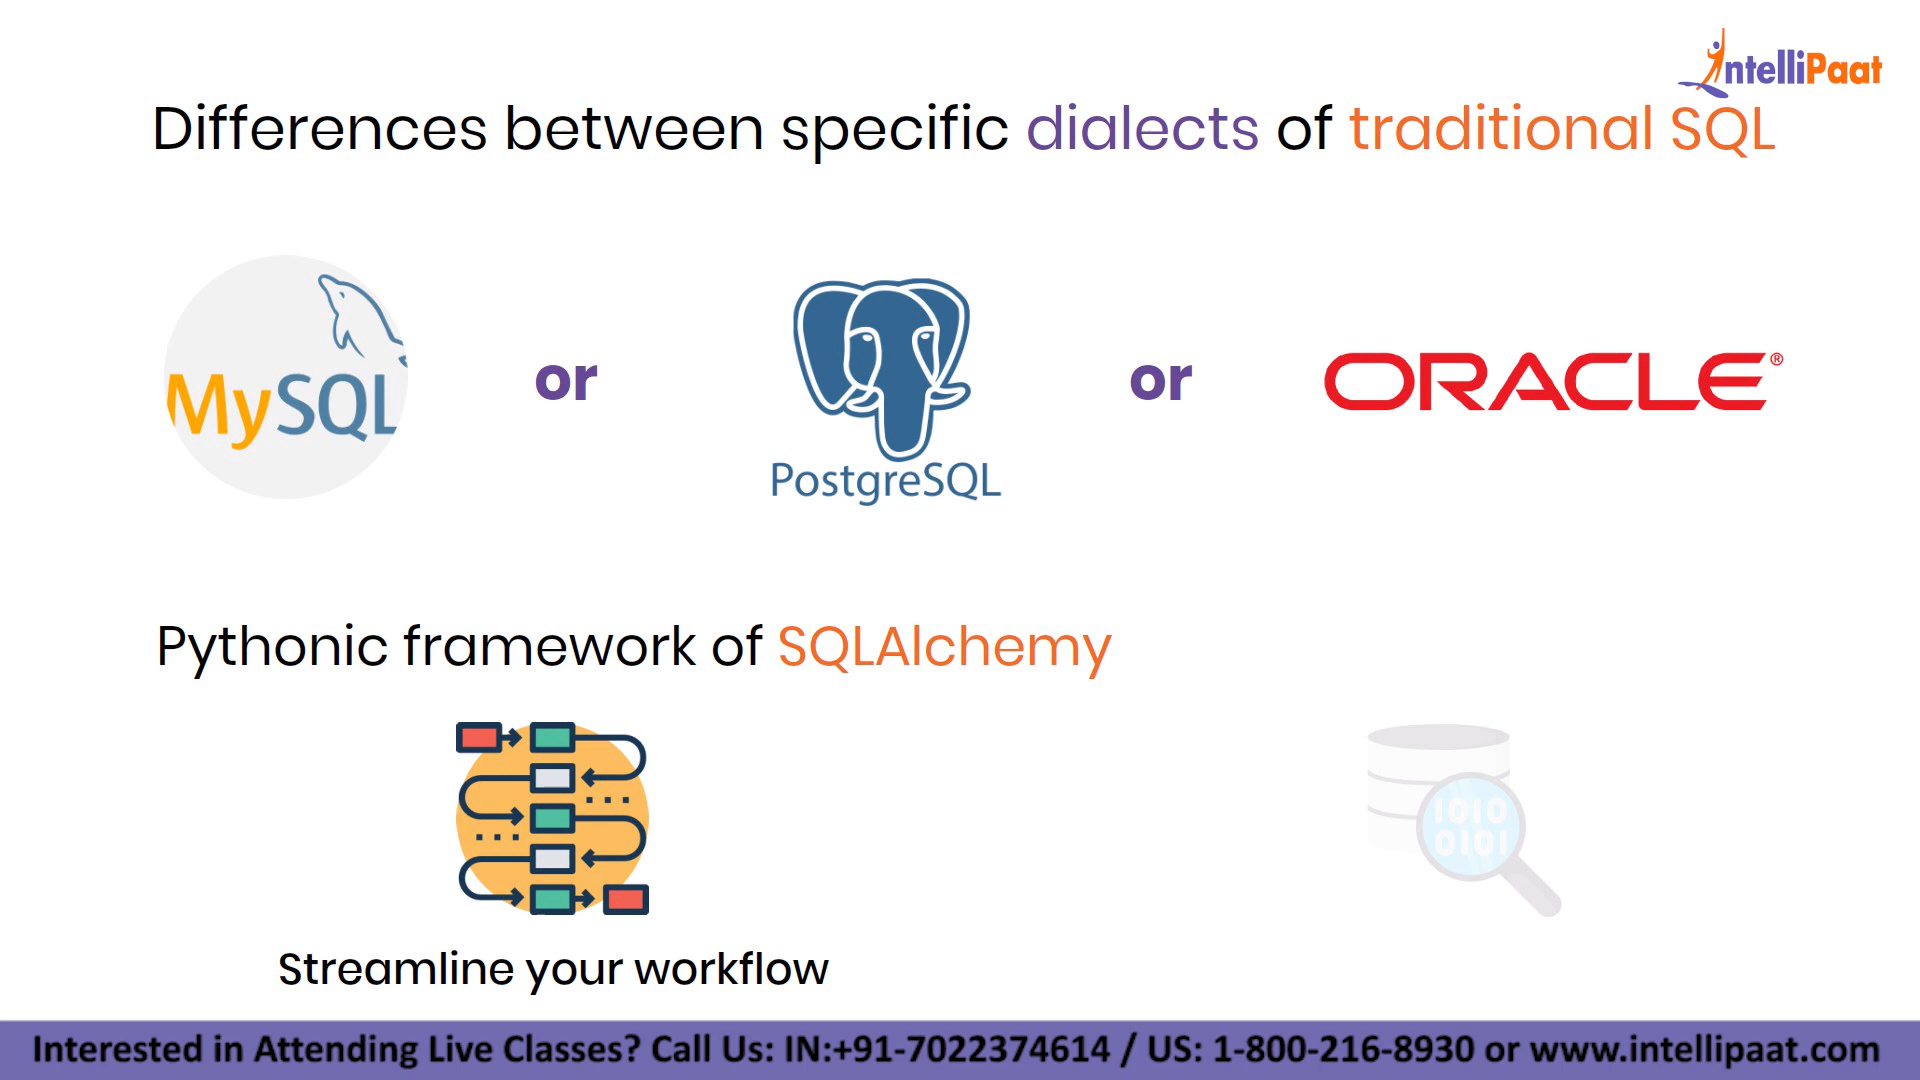 IntelliPaat
Differences between specific dialects of traditional SQL
MySQL
or
PostgreSQL
or
ORACLE®
Pythonic framework of SQLAlchemy
1010
0101
Streamline your workflow
Interested in Attending Live Classes? Call Us: IN:+91-7022374614 / US: 1-800-216-8930 or www.intellipaat.com